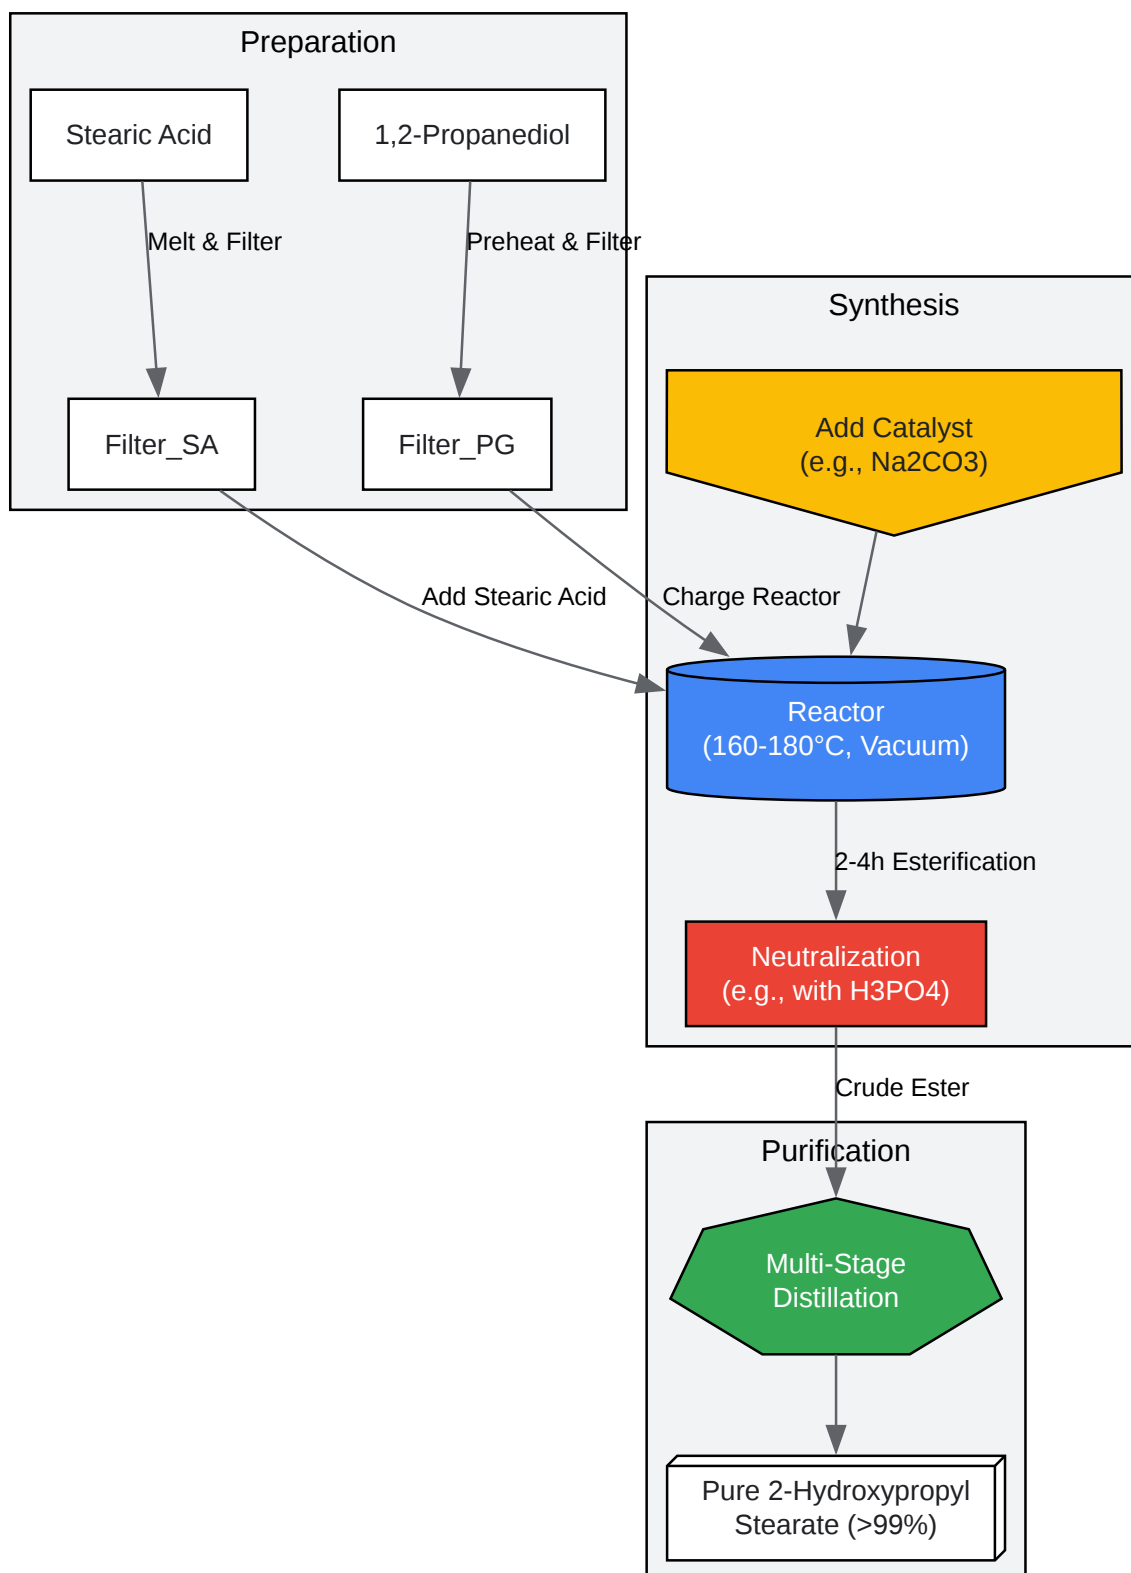 Preparation
Stearic Acid
1,2-Propanediol
Melt & Filter
Preheat & Filter
Filter_SA
Filter_PG
Synthesis
Add Catalyst
(e.g., Na2CO3)
Add Stearic Acid
Charge Reactor
Reactor
(160-180°C, Vacuum)
2-4h Esterification
Neutralization
(e.g., with H3PO4)
Crude Ester
Purification
Multi-Stage
Distillation
Pure 2-Hydroxypropyl
Stearate (>99%)